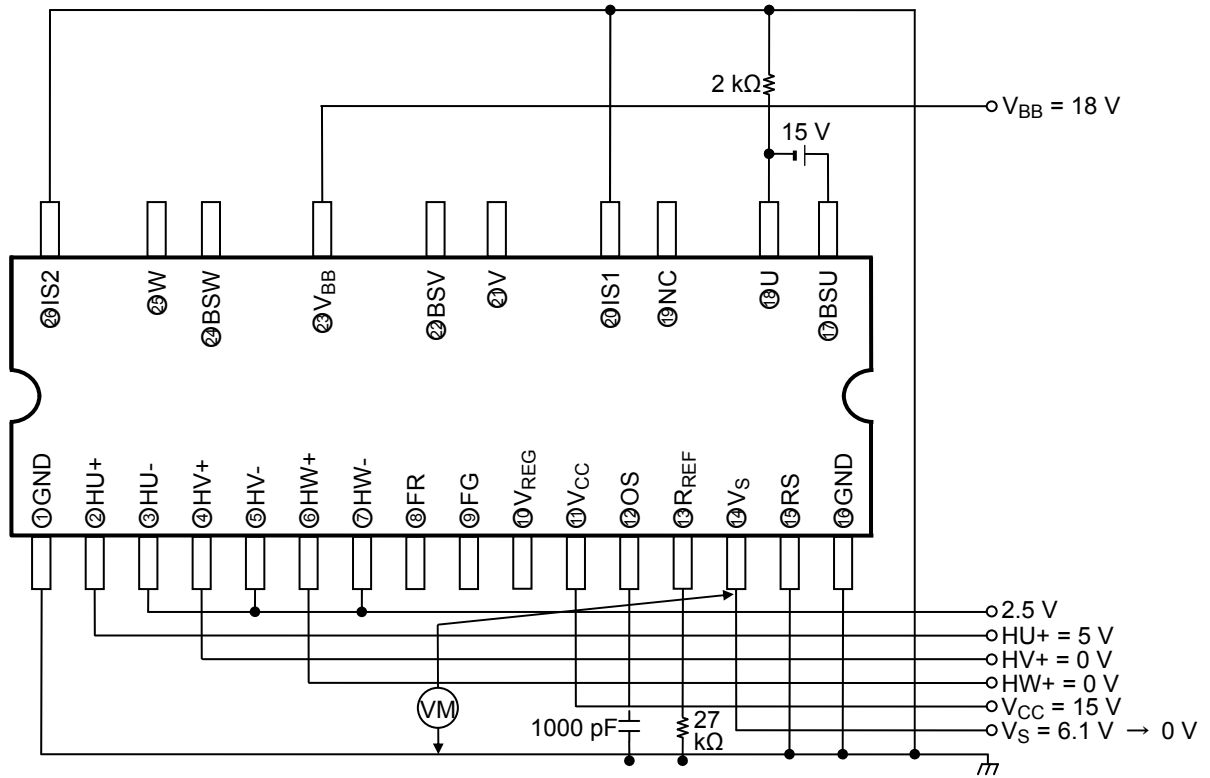 2 kΩ
V_BB = 18 V
15 V
㉖IS2
㉕W
㉔BSW
㉓V_BB
㉒BSV
㉑V
⑳IS1
⑲NC
⑱U
⑰BSU
①GND
②HU+
③HU-
④HV+
⑤HV-
⑥HW+
⑦HW-
⑧FR
⑨FG
⑩V_REG
⑪V_CC
⑫OS
⑬R_REF
⑭V_S
⑮RS
⑯GND
2.5 V
HU+ = 5 V
HV+ = 0 V
HW+ = 0 V
VM
1000 pF
27
kΩ
V_CC = 15 V
V_S = 6.1 V → 0 V